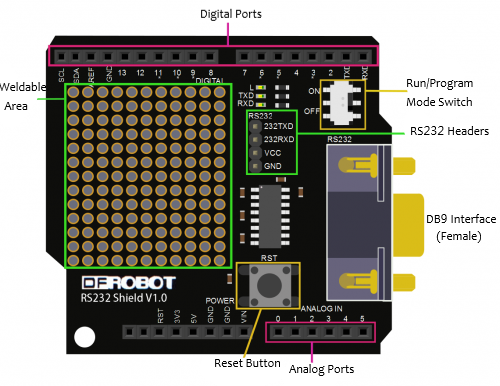 Digital Ports
SCL SDA AREF GND 13 12 11 10 9 8 7 6 5 4 3 2 TXD RXD
DIGITAL
Weldable
Area
L
TXD
RXD
ON
OFF
Run/Program
Mode Switch
RS232
232TXD
232RXD
VCC
GND
RS232 Headers
RS232
DB9 Interface
(Female)
DFROBOT
RS232 Shield V1.0
RST
POWER
RST 3V3 5V GND GND VIN
ANALOG IN
0 1 2 3 4 5
Reset Button
Analog Ports